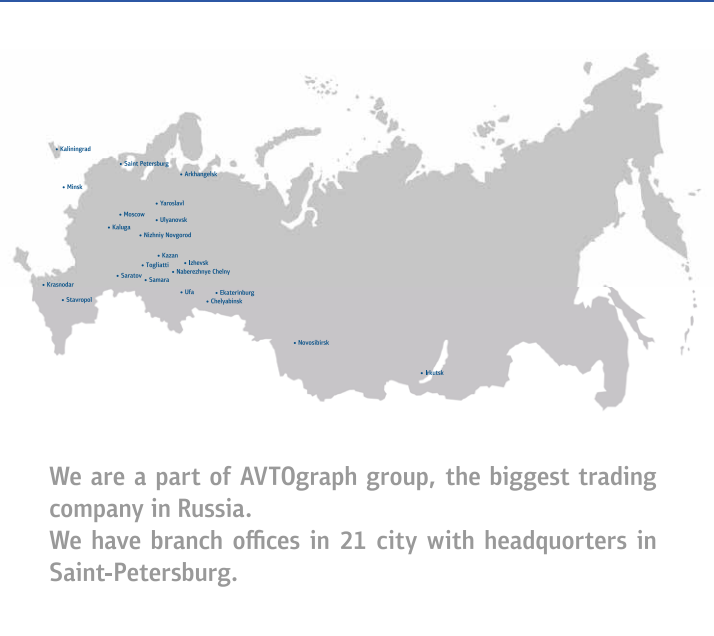 Kaliningrad
Saint Petersburg
Arkhangelsk
Minsk
Yaroslavl
Moscow
Ulyanovsk
Kaluga
Nizhniy Novgorod
Kazan
Izhevsk
Togliatti
Naberezhnye Chelny
Saratov
Samara
Krasnodar
Ufa
Ekaterinburg
Stavropol
Chelyabinsk
Novosibirsk
Irkutsk
We are a part of AVTOgraph group, the biggest trading
company in Russia.
We have branch offices in 21 city with headquorters in
Saint-Petersburg.